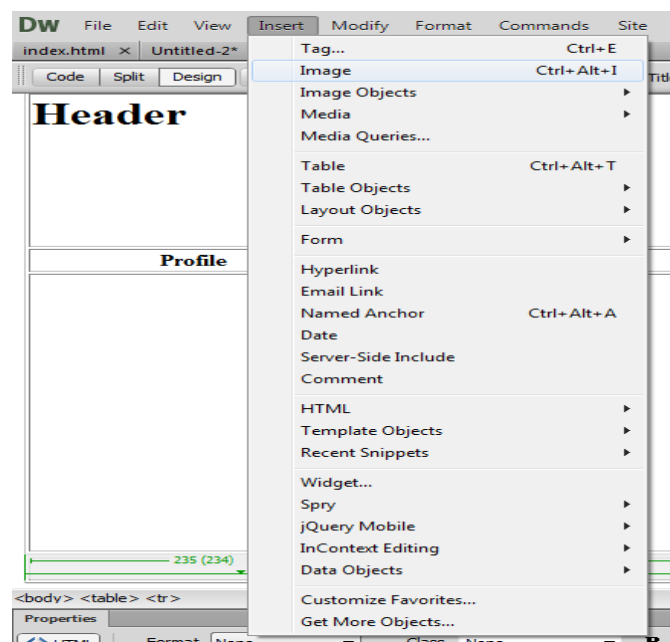 DW File Edit View Insert Modify Format Commands Site
index.html × Untitled-2*
Code Split Design
Header
Profile
Tag... Ctrl+E
Image Ctrl+Alt+I
Image Objects
Media
Media Queries...
Table Ctrl+Alt+T
Table Objects
Layout Objects
Form
Hyperlink
Email Link
Named Anchor Ctrl+Alt+A
Date
Server-Side Include
Comment
HTML
Template Objects
Recent Snippets
Widget...
Spry
jQuery Mobile
InContext Editing
Data Objects
Customize Favorites...
Get More Objects...
235 (234)
<body> <table> <tr>
Properties
<> HTML Format None Class None B